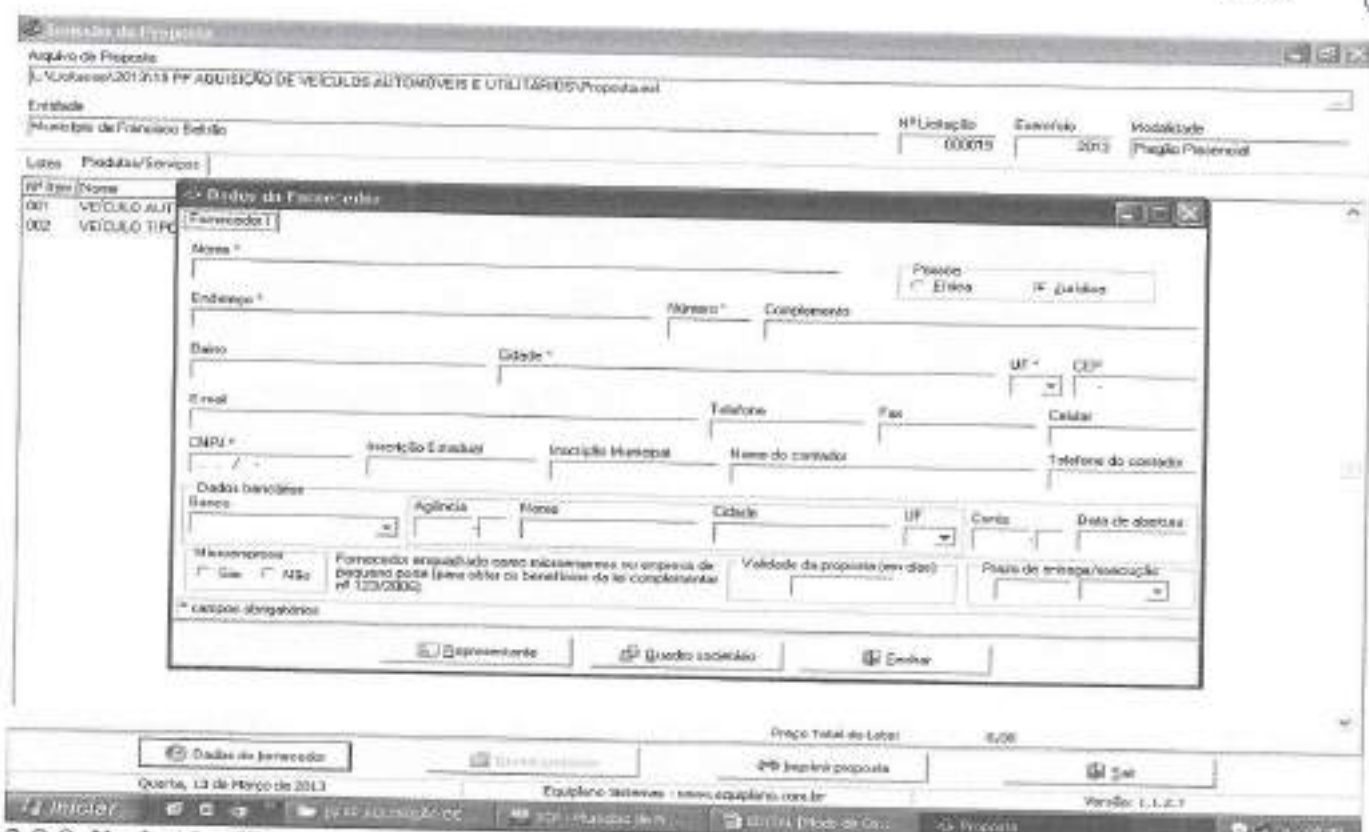 Emissão da Proposta
Arquivo de Proposta
PP AQUISIÇÃO DE VEÍCULOS AUTOMÓVEIS E UTILITÁRIOS\Proposta.esl
Entidade
Município de Francisco Beltrão
Nº Licitação
000019
Exercício
2013
Modalidade
Pregão Presencial
Lotes Produtos/Serviços
Nº Item Nome
001 VEÍCULO AUT
002 VEÍCULO TIPO
Dados do Fornecedor
Fornecedor
Nome *
Pessoa
Física Jurídica
Endereço * Número * Complemento
Bairro Cidade * UF * CEP
E-mail Telefone Fax Celular
CNPJ * Inscrição Estadual Inscrição Municipal Nome do contador Telefone do contador
Dados bancários
Banco Agência Nome Cidade UF Conta Data de abertura
Microempresa
Sim Não
Fornecedor enquadrado como microempresa ou empresa de
pequeno porte (para obter os benefícios da lei complementar
nº 123/2006)
Validade da proposta (em dias)
Prazo de entrega/execução
* campos obrigatórios
Representante Quadro societário Fechar
Preço Total do Lote: 0,00
Dados do fornecedor
Imprimir proposta
Sair
Quarta, 13 de Março de 2013
Equiplano Sistemas - www.equiplano.com.br
Versão: 1.1.2.7
Iniciar
Proposta